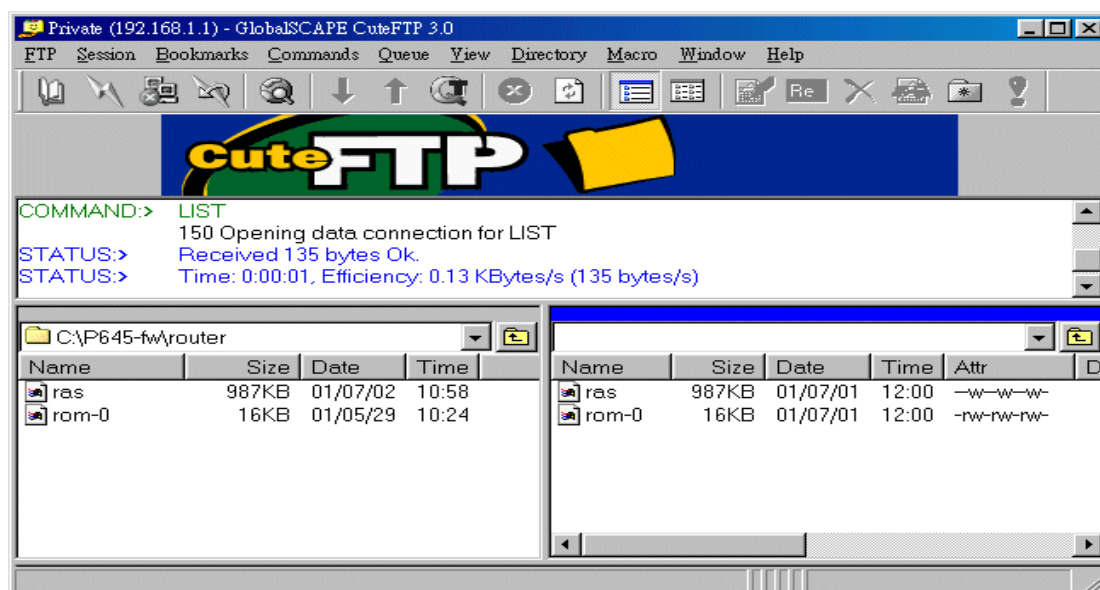 Private (192.168.1.1) - GlobalSCAPE CuteFTP 3.0
FTP Session Bookmarks Commands Queue View Directory Macro Window Help
Re
cute FTP
COMMAND:> LIST
150 Opening data connection for LIST
STATUS:> Received 135 bytes Ok.
STATUS:> Time: 0:00:01, Efficiency: 0.13 KBytes/s (135 bytes/s)
C:\P645-fw\router
Name Size Date Time
ras 987KB 01/07/02 10:58
rom-0 16KB 01/05/29 10:24
Name Size Date Time Attr D
ras 987KB 01/07/01 12:00 --w--w--w-
rom-0 16KB 01/07/01 12:00 -rw-rw-rw-